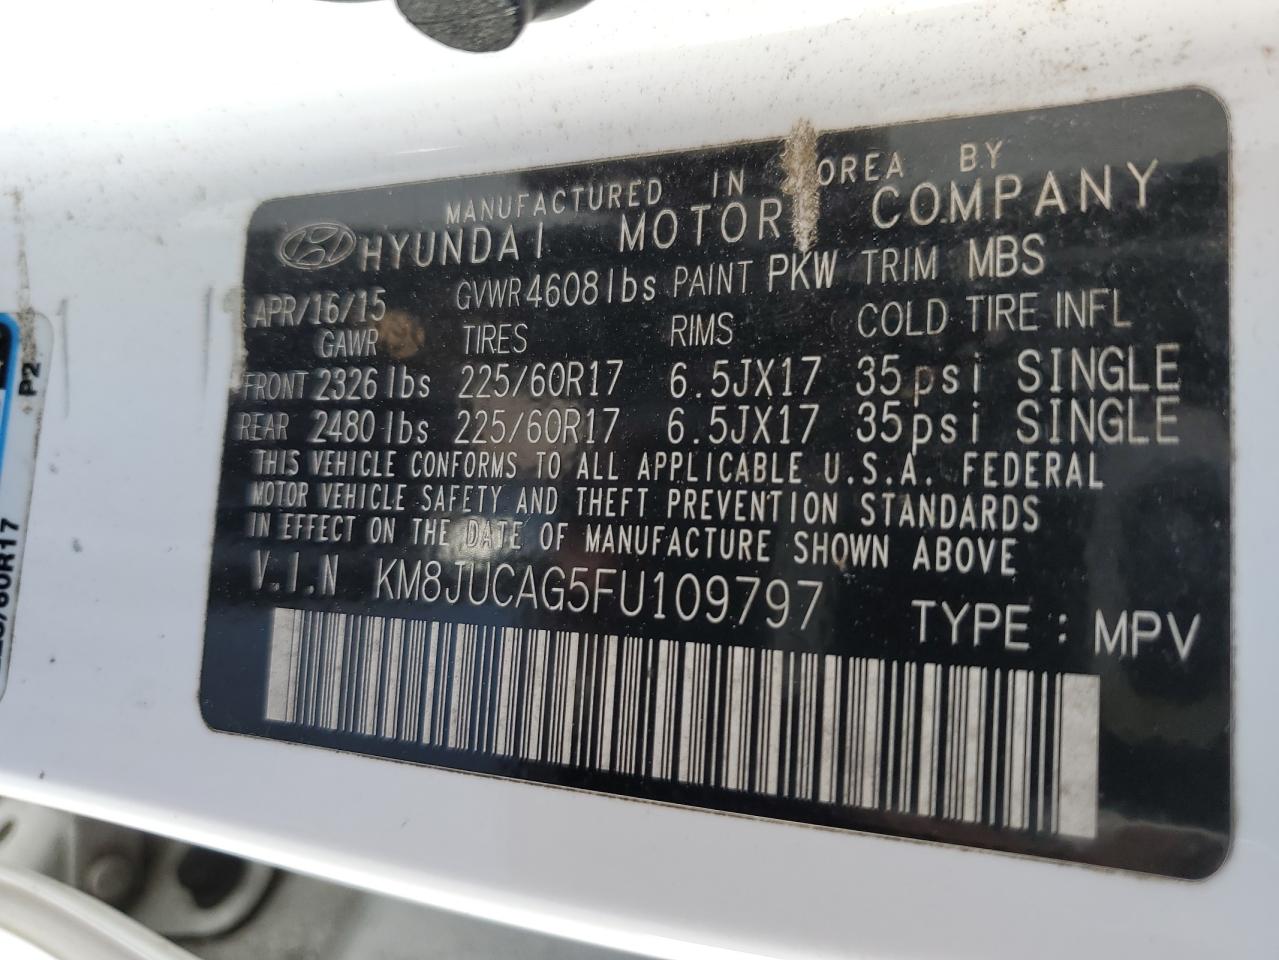 MANUFACTURED IN KOREA BY
HYUNDAI MOTOR COMPANY
APR/16/15 GVWR 4608 lbs PAINT PKW TRIM MBS
GAWR TIRES RIMS COLD TIRE INFL
FRONT 2326 lbs 225/60R17 6.5JX17 35psi SINGLE
REAR 2480 lbs 225/60R17 6.5JX17 35psi SINGLE
THIS VEHICLE CONFORMS TO ALL APPLICABLE U.S.A. FEDERAL
MOTOR VEHICLE SAFETY AND THEFT PREVENTION STANDARDS
IN EFFECT ON THE DATE OF MANUFACTURE SHOWN ABOVE
V.I.N KM8JUCAG5FU109797
TYPE : MPV
P2